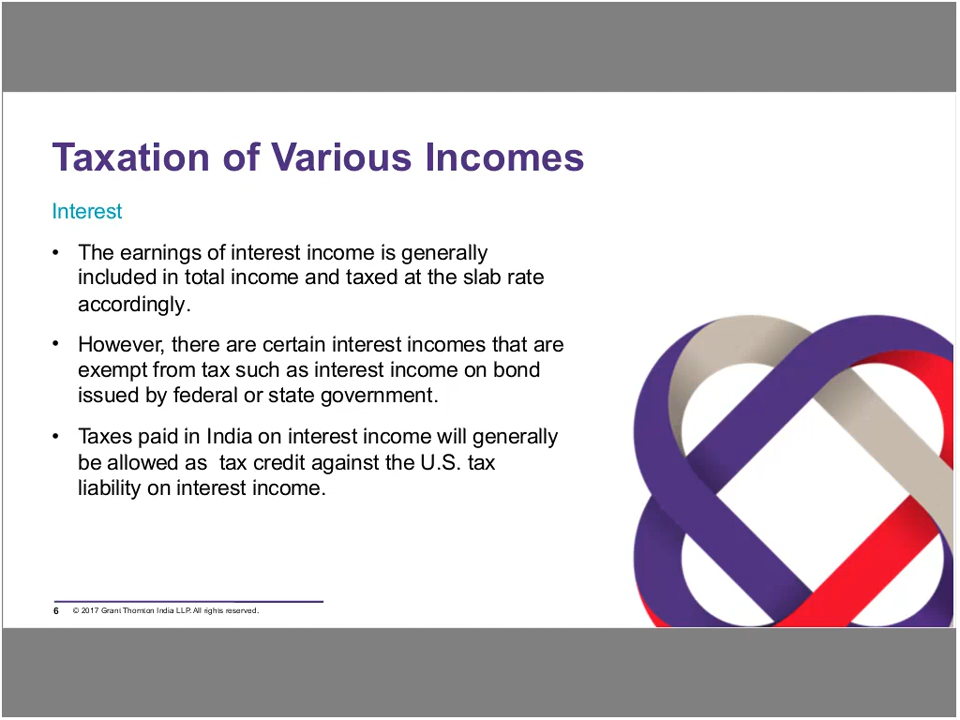 Taxation of Various Incomes
Interest
• The earnings of interest income is generally
included in total income and taxed at the slab rate
accordingly.
• However, there are certain interest incomes that are
exempt from tax such as interest income on bond
issued by federal or state government.
• Taxes paid in India on interest income will generally
be allowed as  tax credit against the U.S. tax
liability on interest income.
6 © 2017 Grant Thornton India LLP. All rights reserved.